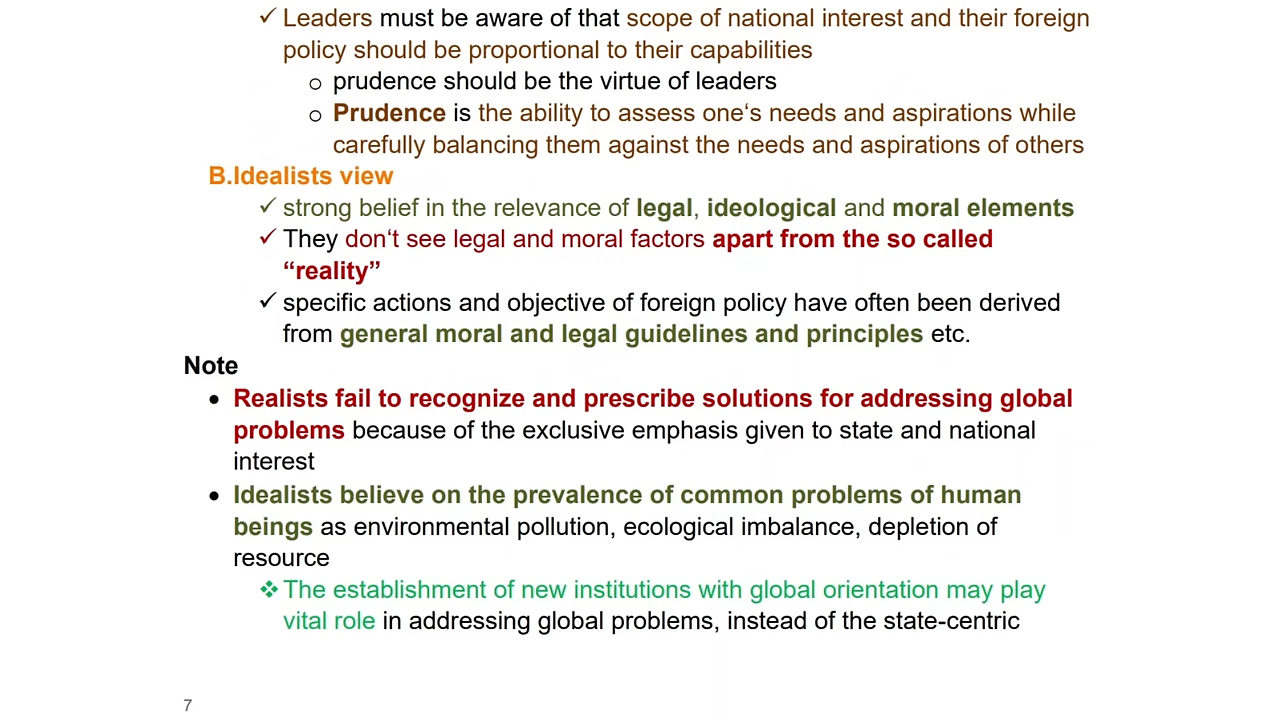 ✓ Leaders must be aware of that scope of national interest and their foreign
policy should be proportional to their capabilities
o prudence should be the virtue of leaders
o Prudence is the ability to assess one‘s needs and aspirations while
carefully balancing them against the needs and aspirations of others
B.Idealists view
✓ strong belief in the relevance of legal, ideological and moral elements
✓ They don‘t see legal and moral factors apart from the so called
“reality”
✓ specific actions and objective of foreign policy have often been derived
from general moral and legal guidelines and principles etc.
Note
• Realists fail to recognize and prescribe solutions for addressing global
problems because of the exclusive emphasis given to state and national
interest
• Idealists believe on the prevalence of common problems of human
beings as environmental pollution, ecological imbalance, depletion of
resource
❖ The establishment of new institutions with global orientation may play
vital role in addressing global problems, instead of the state-centric
7